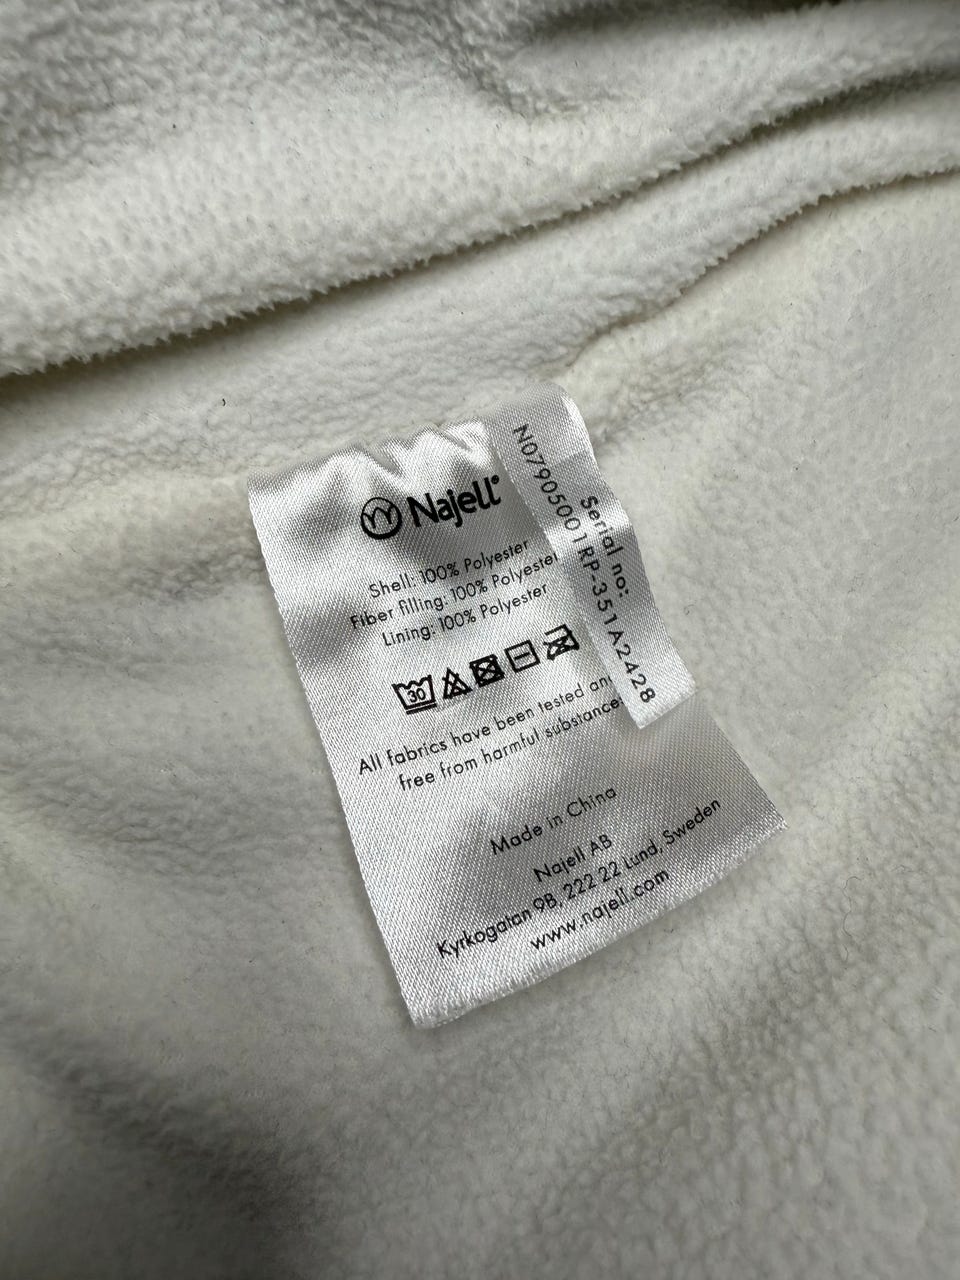 Najell®
Shell: 100% Polyester
Fiber filling: 100% Polyester
Lining: 100% Polyester
30
All fabrics have been tested and
free from harmful substance
Made in China
Najell AB
Kyrkogatan 9B, 222 22 Lund, Sweden
www.najell.com
Serial no:
N07905001RP-351A2428